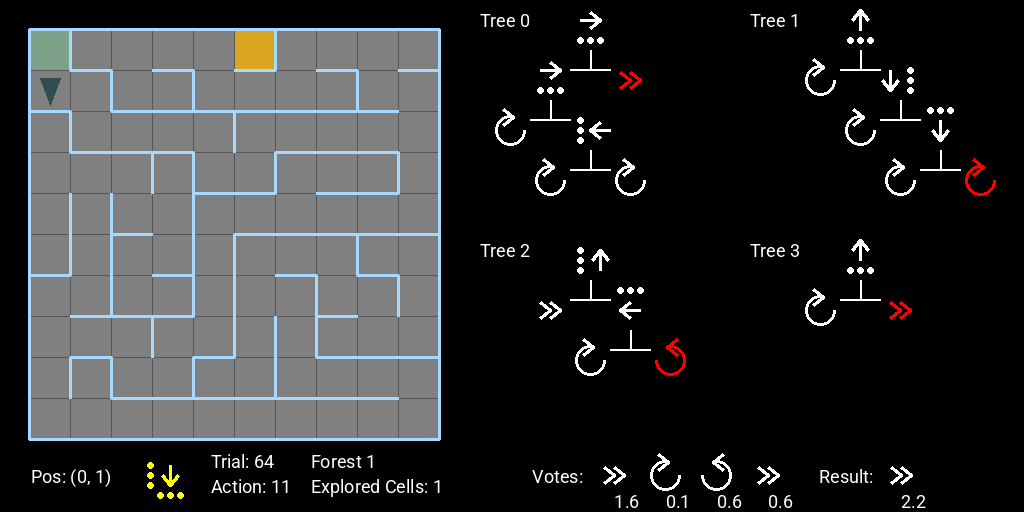 Tree 0
Tree 1
Tree 2
Tree 3
Pos: (0, 1)
Trial: 64
Forest 1
Action: 11
Explored Cells: 1
Votes:
1.6
0.1
0.6
0.6
Result:
2.2